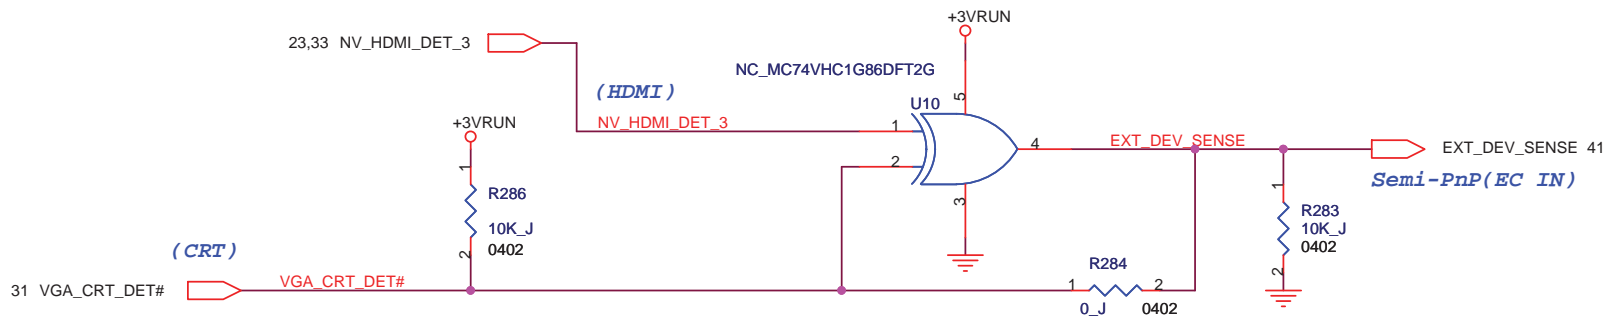 +3VRUN
23,33 NV_HDMI_DET_3
NC_MC74VHC1G86DFT2G
(HDMI)
5
U10
NV_HDMI_DET_3
1
+3VRUN
4
EXT_DEV_SENSE
EXT_DEV_SENSE 41
2
1
Semi-PnP(EC IN)
1
R286
3
R283
10K_J
10K_J
0402
0402
2
(CRT)
R284
2
31 VGA_CRT_DET#
VGA_CRT_DET#
1
2
0_J
0402